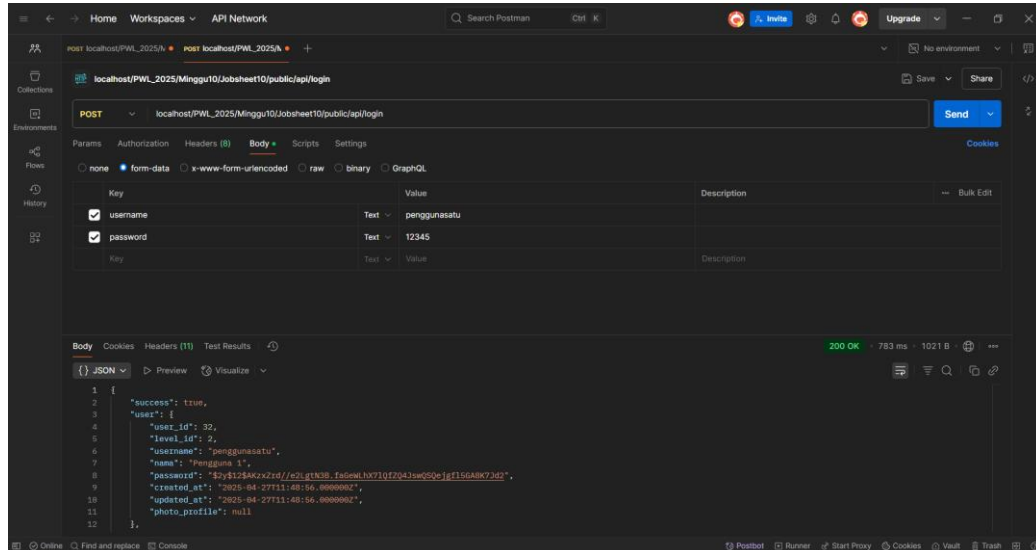 Home Workspaces API Network Search Postman Ctrl K Invite Upgrade
POST localhost/PWL_2025/ POST localhost/PWL_2025/ + No environment
Collections
localhost/PWL_2025/Minggu10/Jobsheet10/public/api/login Save Share
Environments
POST localhost/PWL_2025/Minggu10/Jobsheet10/public/api/login Send
Flows
Params Authorization Headers (8) Body Scripts Settings Cookies
none form-data x-www-form-urlencoded raw binary GraphQL
History
Key Value Description Bulk Edit
username Text penggunasatu
password Text 12345
Key Text Value Description
Body Cookies Headers (11) Test Results 200 OK 783 ms 1021 B
{} JSON Preview Visualize
1 {
2 "success": true,
3 "user": {
4 "user_id": 32,
5 "level_id": 2,
6 "username": "penggunasatu",
7 "nama": "Pengguna 1",
8 "password":
9 "created_at": "2025-04-27T11:48:56.000000Z",
10 "updated_at": "2025-04-27T11:48:56.000000Z",
11 "photo_profile": null
12 },
Online Find and replace Console Postbot Runner Start Proxy Cookies Vault Trash